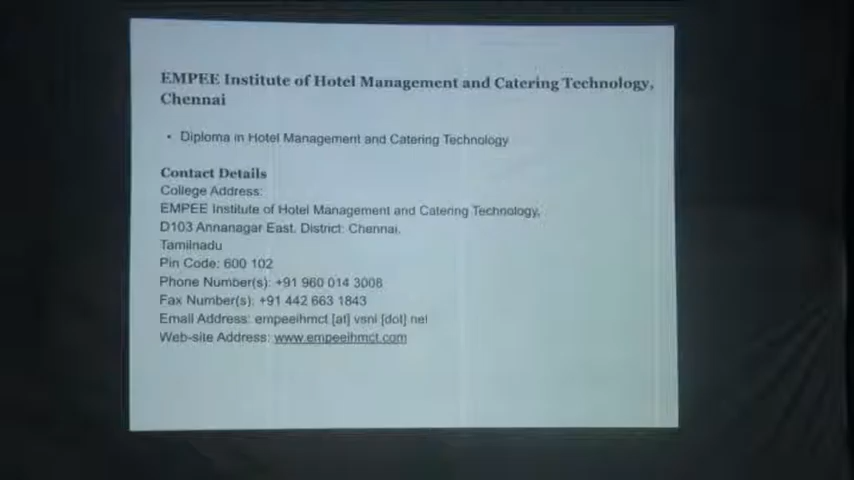 EMPEE Institute of Hotel Management and Catering Technology,
Chennai
• Diploma in Hotel Management and Catering Technology
Contact Details
College Address:
EMPEE Institute of Hotel Management and Catering Technology,
D103 Annanagar East. District: Chennai.
Tamilnadu
Pin Code: 600 102
Phone Number(s): +91 960 014 3008
Fax Number(s): +91 442 663 1843
Email Address: empeeihmct [at] vsnl [dot] net
Web-site Address: www.empeeihmct.com